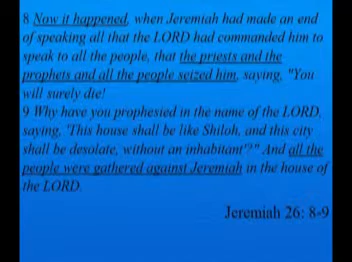 8 Now it happened, when Jeremiah had made an end
of speaking all that the LORD had commanded him to
speak to all the people, that the priests and the
prophets and all the people seized him, saying, "You
will surely die!
9 Why have you prophesied in the name of the LORD,
saying, 'This house shall be like Shiloh, and this city
shall be desolate, without an inhabitant'?" And all the
people were gathered against Jeremiah in the house of
the LORD.
Jeremiah 26: 8-9